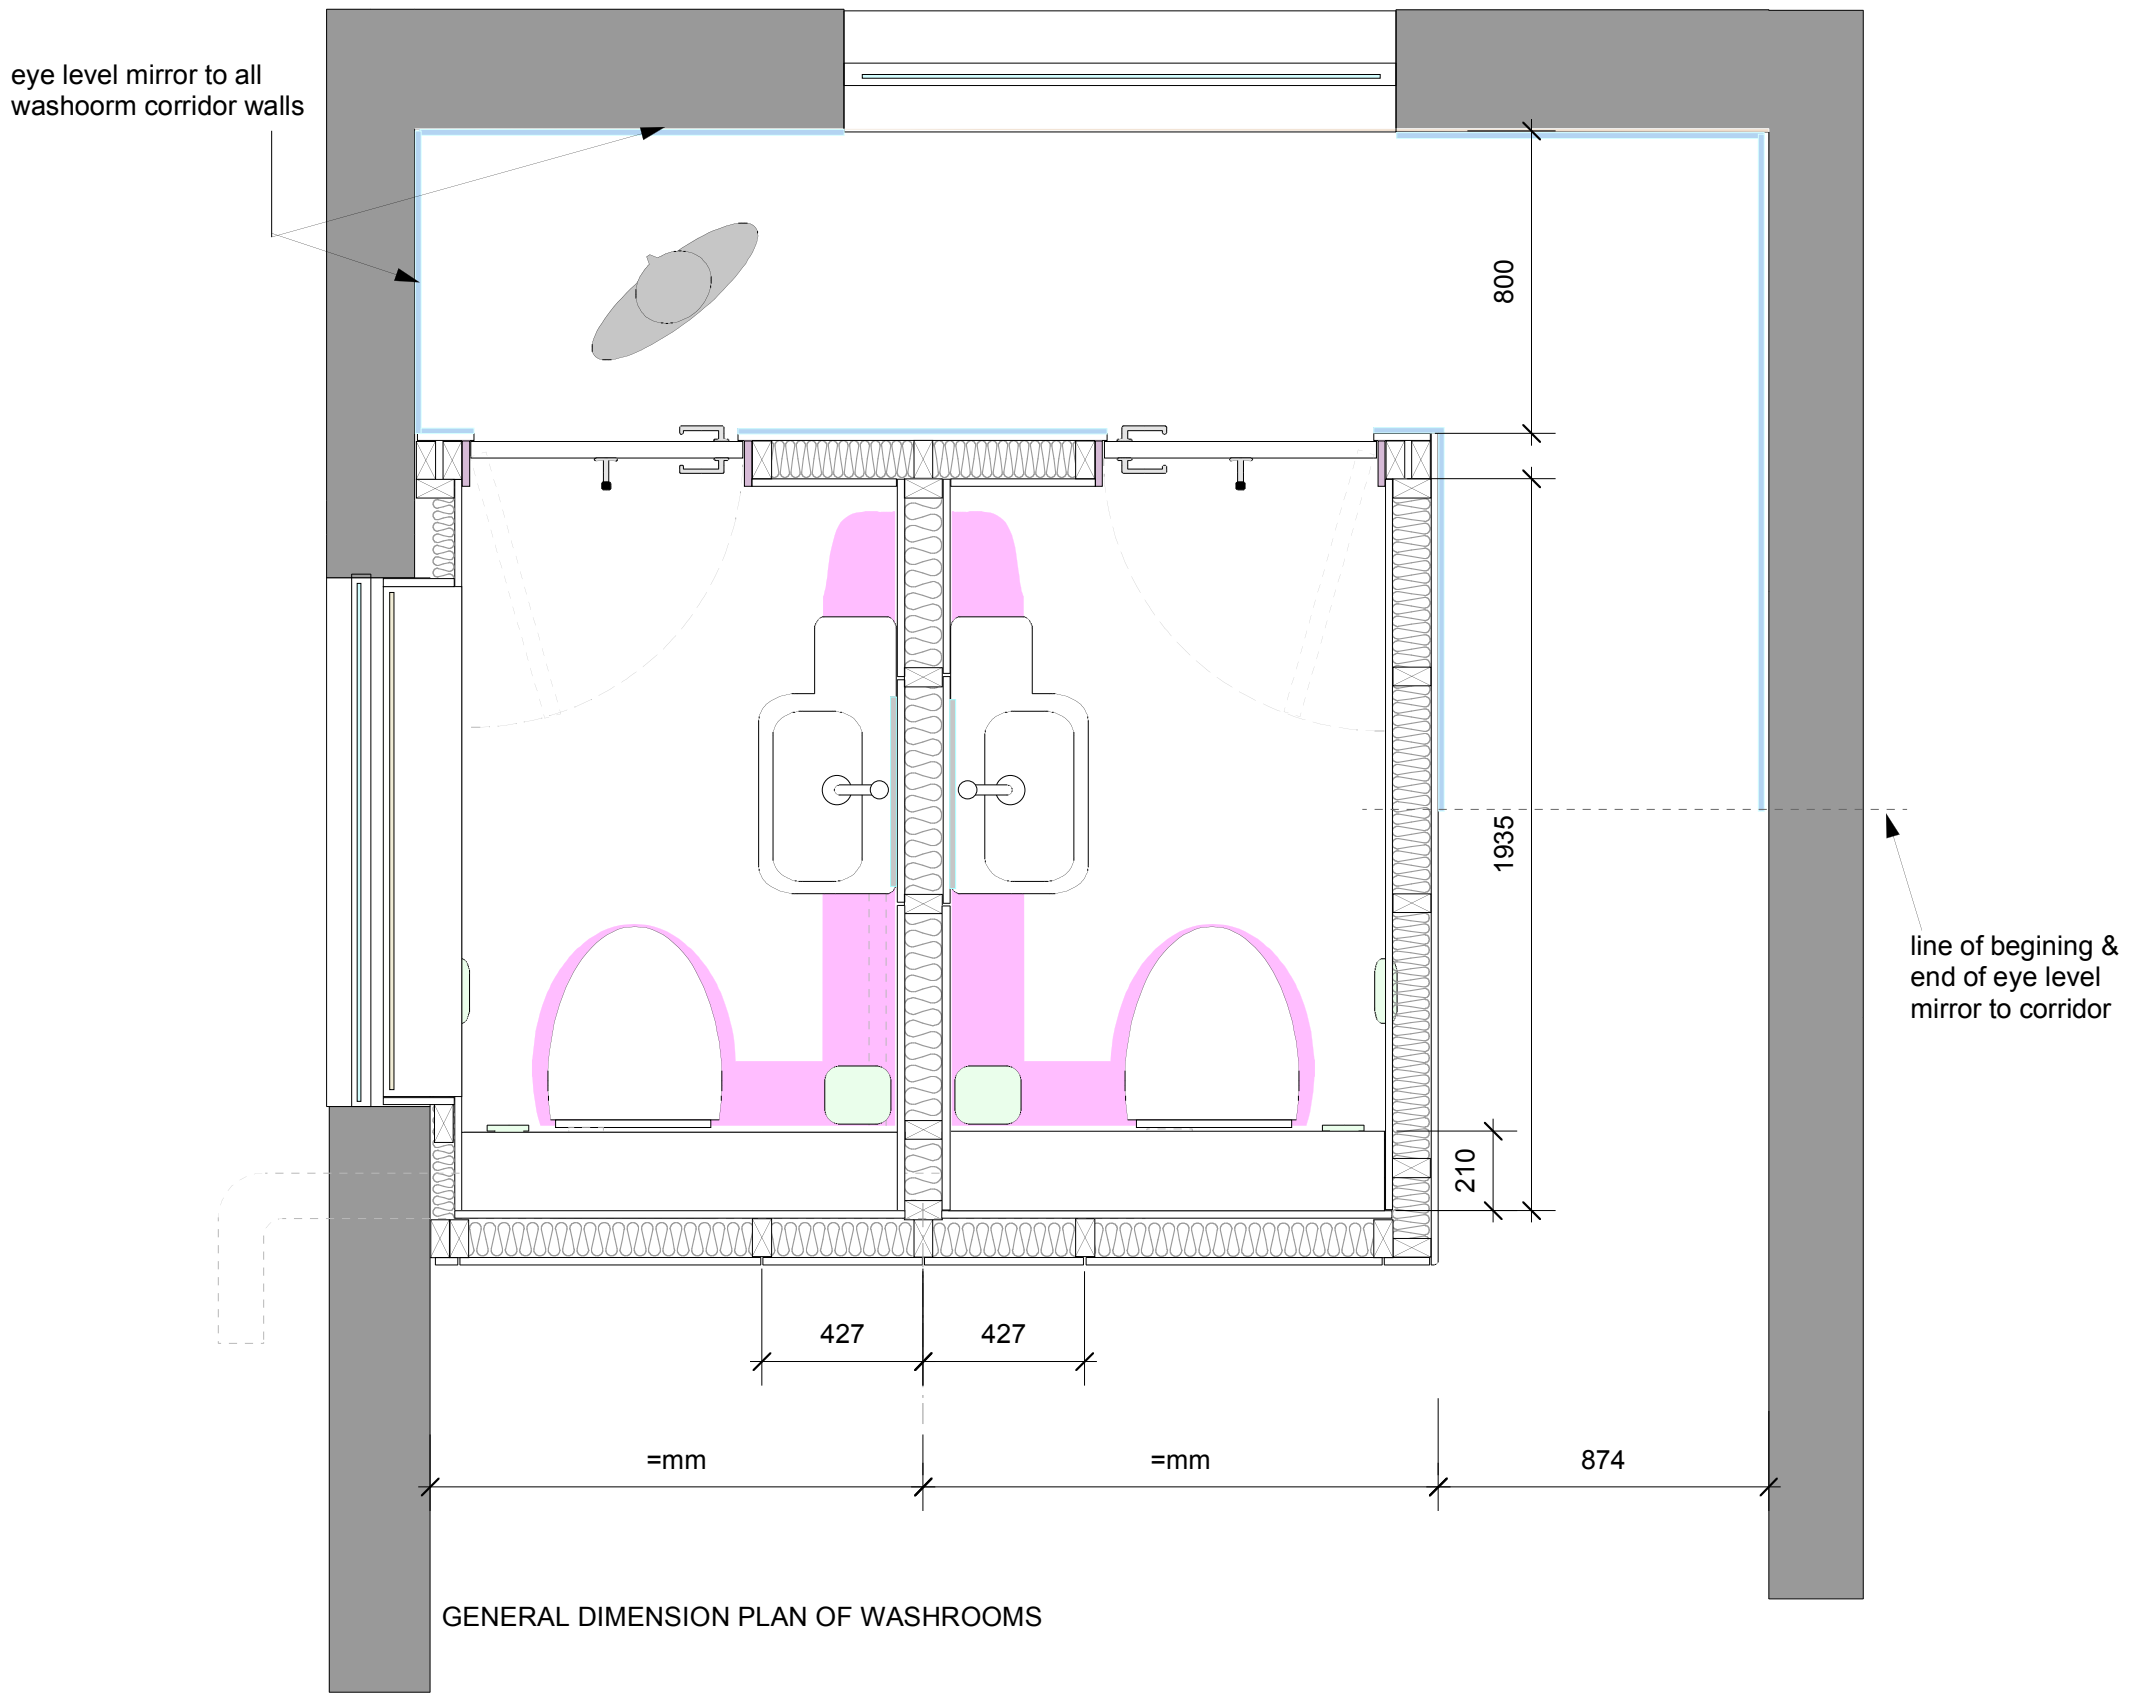 eye level mirror to all
washoorm corridor walls
800
1935
line of begining &
end of eye level
mirror to corridor
210
427
427
=mm
=mm
874
GENERAL DIMENSION PLAN OF WASHROOMS